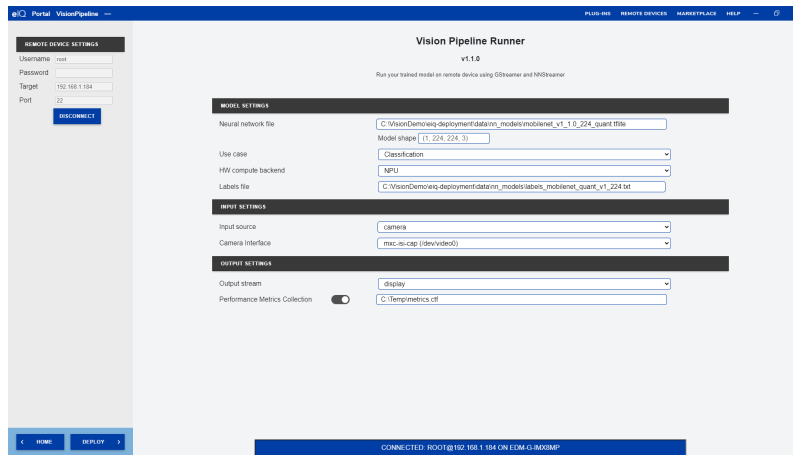 eIQ Portal VisionPipeline —
PLUG-INS REMOTE DEVICES MARKETPLACE HELP
REMOTE DEVICE SETTINGS
Username root
Password
Target 192.168.1.184
Port 22
DISCONNECT
Vision Pipeline Runner
v1.1.0
Run your trained model on remote device using GStreamer and NNStreamer
MODEL SETTINGS
Neural network file C:\VisionDemo\eiq-deployment\data\nn_models\mobilenet_v1_1.0_224_quant.tflite
Model shape (1, 224, 224, 3)
Use case Classification
HW compute backend NPU
Labels file C:\VisionDemo\eiq-deployment\data\nn_models\labels_mobilenet_quant_v1_224.txt
INPUT SETTINGS
Input source camera
Camera Interface mxc-isi-cap (/dev/video0)
OUTPUT SETTINGS
Output stream display
Performance Metrics Collection C:\Temp\metrics.ctf
< HOME DEPLOY >
CONNECTED: ROOT@192.168.1.184 ON EDM-G-IMX8MP